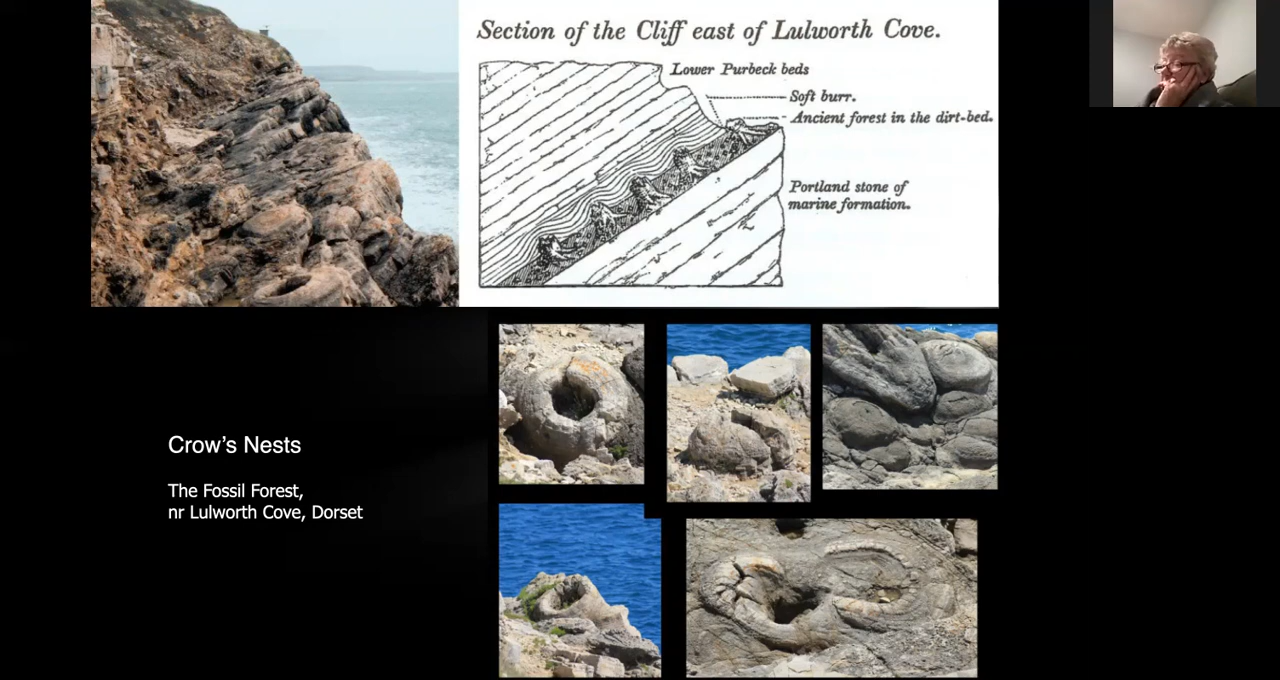 Section of the Cliff east of Lulworth Cove.
Lower Purbeck beds
Soft burr.
Ancient forest in the dirt-bed.
Portland stone of
marine formation.
Crow’s Nests
The Fossil Forest,
nr Lulworth Cove, Dorset